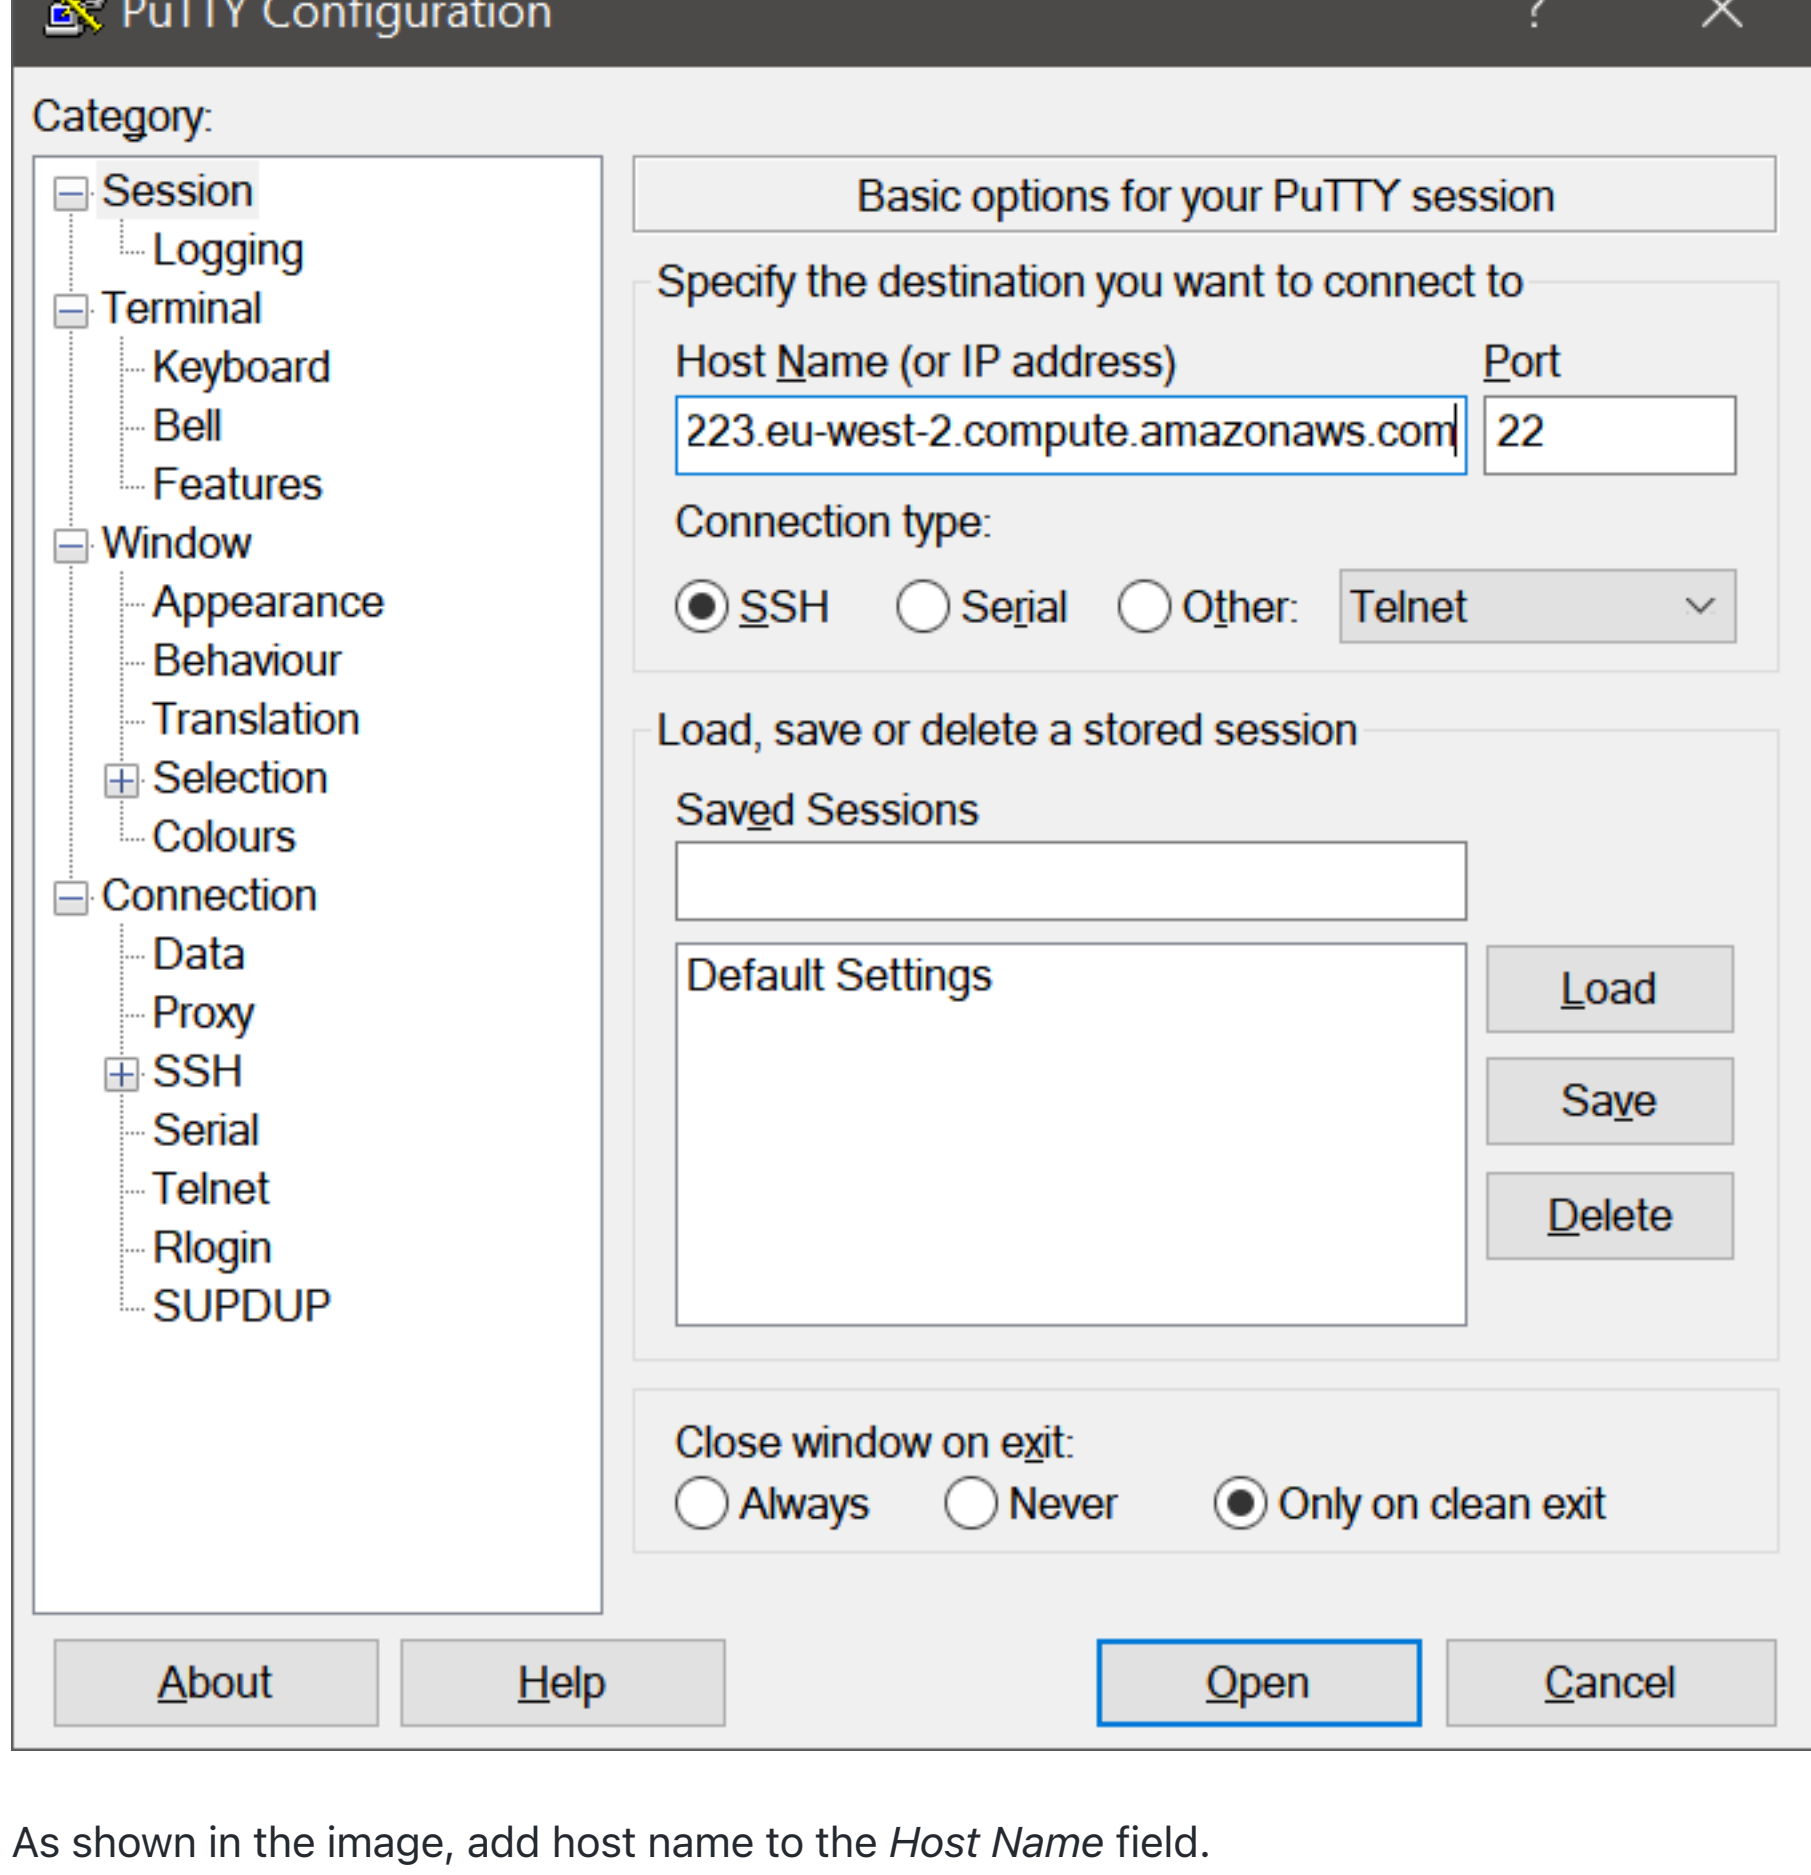 PuTTY Configuration
?
Category:
Session
Logging
Terminal
Keyboard
Bell
Features
Window
Appearance
Behaviour
Translation
Selection
Colours
Connection
Data
Proxy
SSH
Serial
Telnet
Rlogin
SUPDUP
Basic options for your PuTTY session
Specify the destination you want to connect to
Host Name (or IP address) Port
223.eu-west-2.compute.amazonaws.com 22
Connection type:
SSH Serial Other: Telnet
Load, save or delete a stored session
Saved Sessions
Default Settings
Load
Save
Delete
Close window on exit:
Always Never Only on clean exit
About Help Open Cancel
As shown in the image, add host name to the Host Name field.